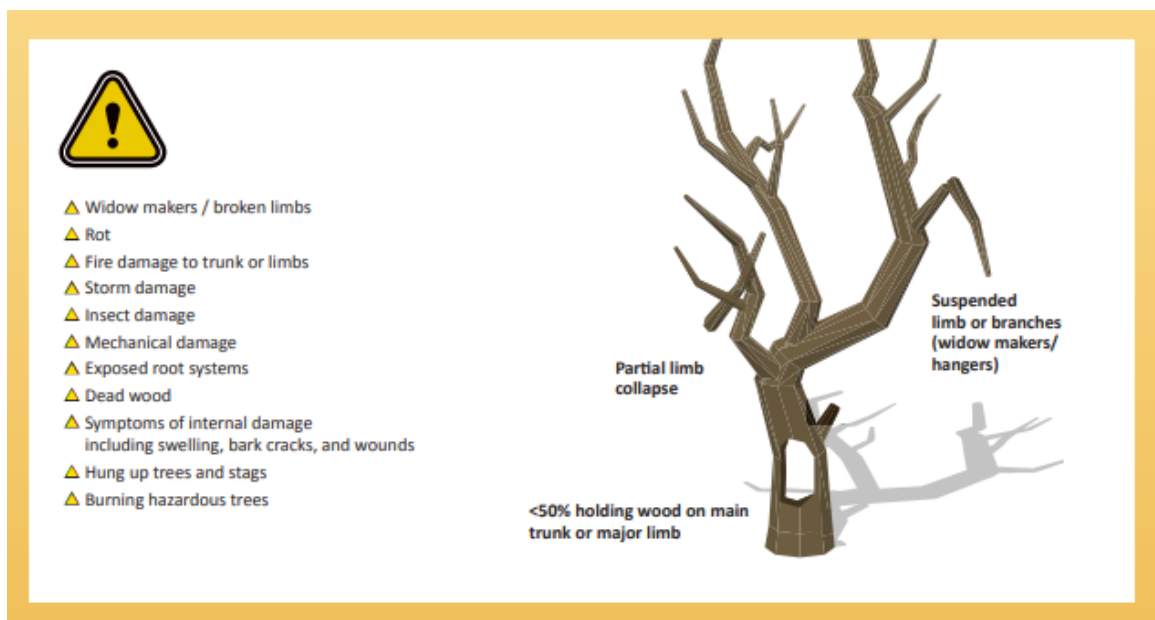 Widow makers / broken limbs
Rot
Fire damage to trunk or limbs
Storm damage
Insect damage
Mechanical damage
Exposed root systems
Dead wood
Symptoms of internal damage
including swelling, bark cracks, and wounds
Hung up trees and stags
Burning hazardous trees
Suspended
limb or branches
(widow makers/
hangers)
Partial limb
collapse
<50% holding wood on main
trunk or major limb